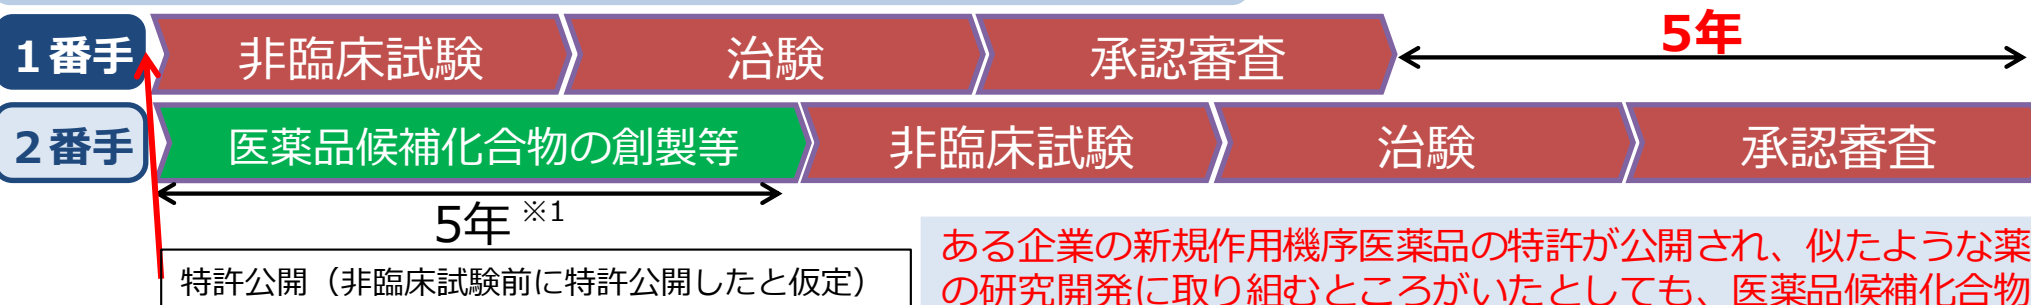 1番手 非臨床試験 治験 承認審査 5年
2番手 医薬品候補化合物の創製等 非臨床試験 治験 承認審査
5年 ※1
特許公開（非臨床試験前に特許公開したと仮定）
ある企業の新規作用機序医薬品の特許が公開され、似たような薬
の研究開発に取り組むところがいたとしても、医薬品候補化合物